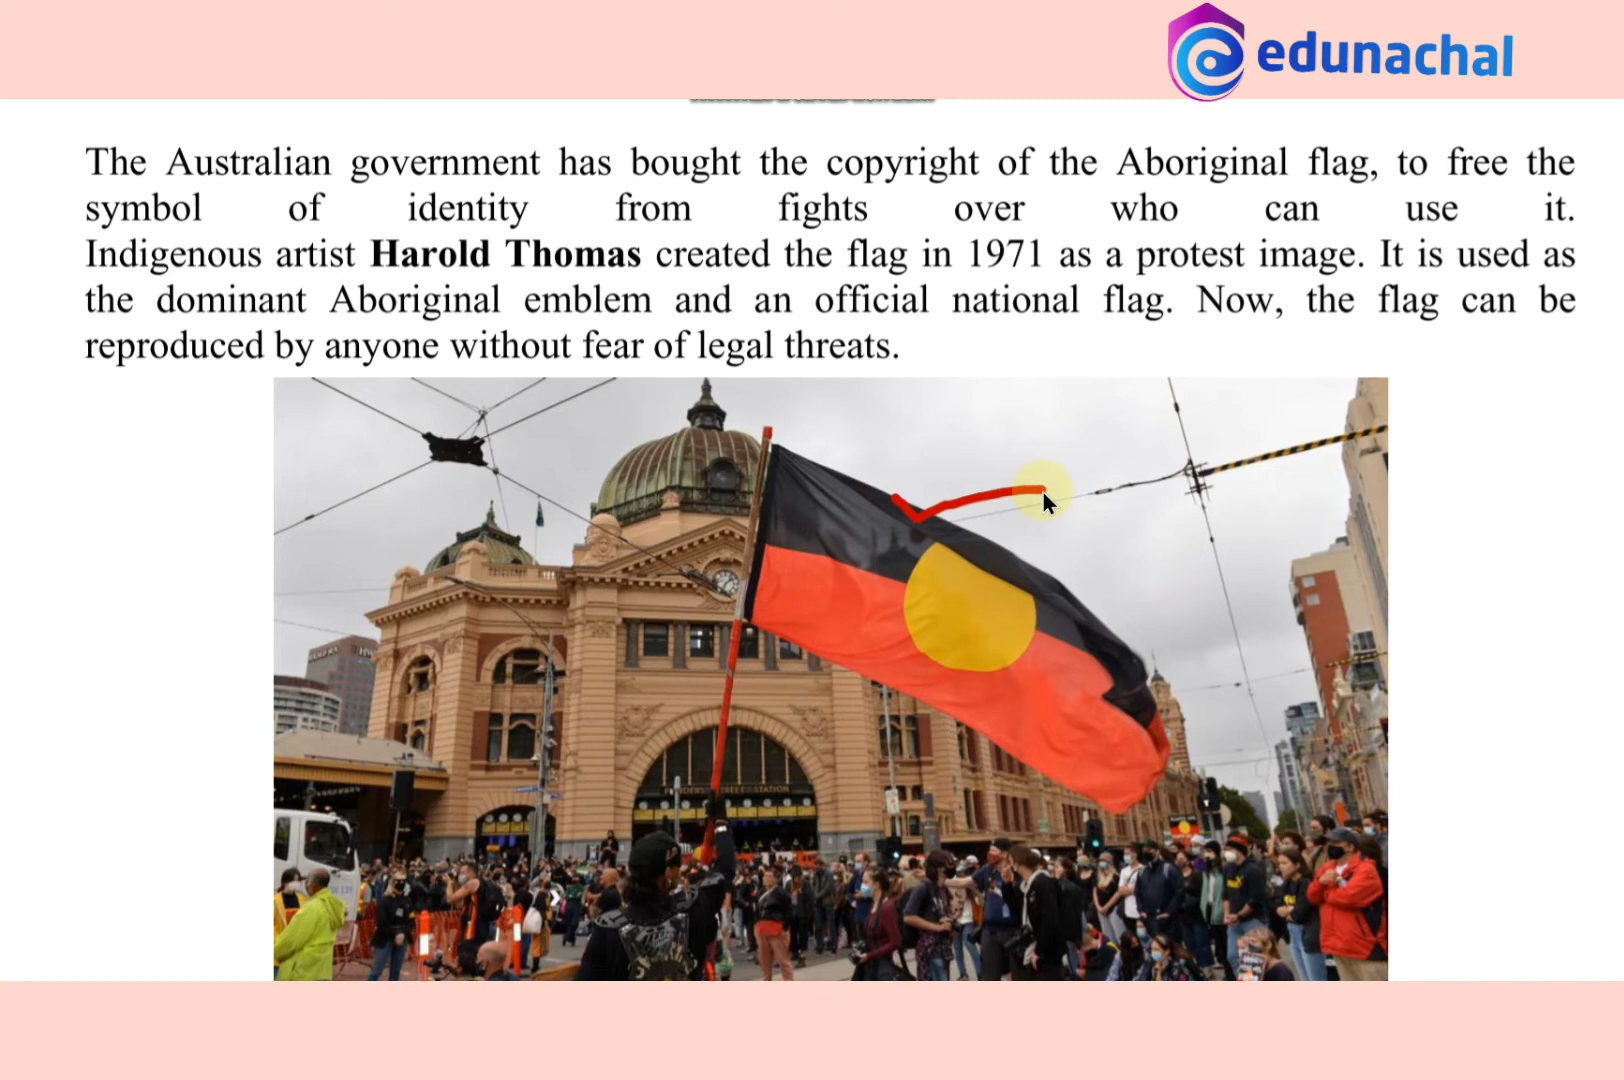 edunachal
The Australian government has bought the copyright of the Aboriginal flag, to free the
symbol of identity from fights over who can use it.
Indigenous artist Harold Thomas created the flag in 1971 as a protest image. It is used as
the dominant Aboriginal emblem and an official national flag. Now, the flag can be
reproduced by anyone without fear of legal threats.